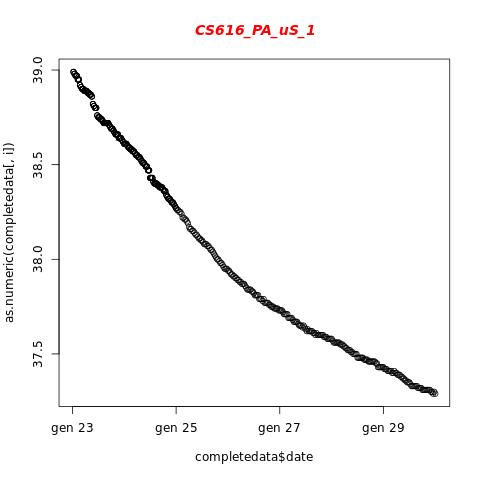 CS616_PA_uS_1
39.0
38.5
38.0
37.5
as.numeric(completedata[, i])
gen 23 gen 25 gen 27 gen 29
completedata$date